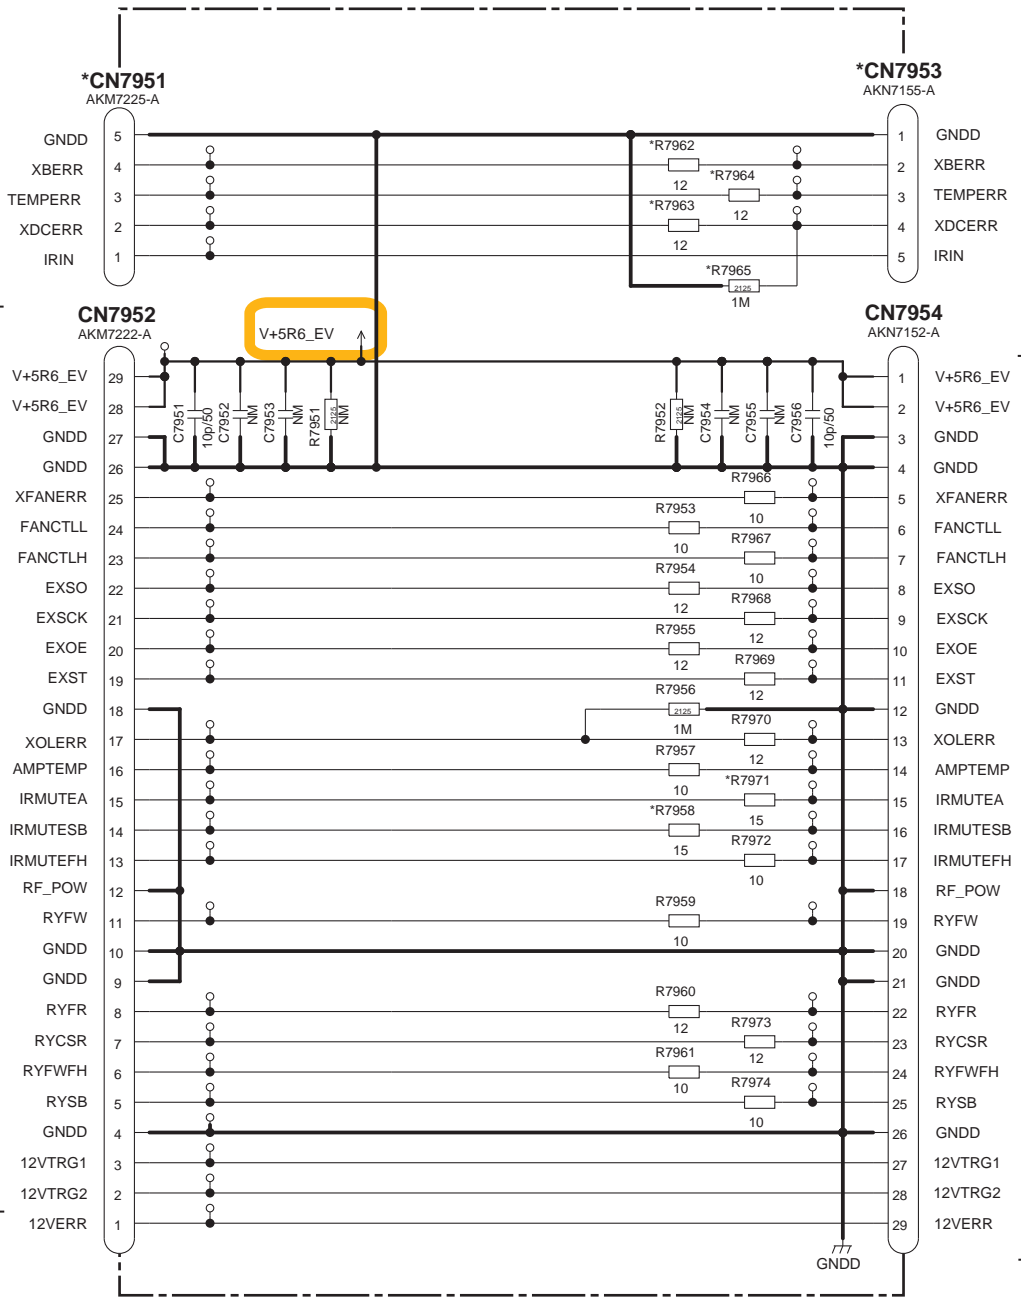 *CN7951
AKM7225-A
*CN7953
AKN7155-A
GNDD 5 1 GNDD
*R7962
XBERR 4 2 XBERR
12 *R7964
TEMPERR 3 3 TEMPERR
*R7963 12
XDCERR 2 4 XDCERR
12
IRIN 1 5 IRIN
*R7965
2125
1M
CN7952
AKM7222-A
CN7954
AKN7152-A
V+5R6_EV
V+5R6_EV 29 1 V+5R6_EV
V+5R6_EV 28 2 V+5R6_EV
C7951 10p/50 C7952 NM C7953 NM R7951 2125 NM R7952 2125 NM C7954 NM C7955 NM C7956 10p/50
GNDD 27 3 GNDD
GNDD 26 4 GNDD
R7966
XFANERR 25 5 XFANERR
R7953 10
FANCTLL 24 6 FANCTLL
10 R7967
FANCTLH 23 7 FANCTLH
R7954 10
EXSO 22 8 EXSO
12 R7968
EXSCK 21 9 EXSCK
R7955 12
EXOE 20 10 EXOE
12 R7969
EXST 19 11 EXST
R7956 12
GNDD 18 2125 12 GNDD
1M R7970
XOLERR 17 13 XOLERR
R7957 12
AMPTEMP 16 14 AMPTEMP
10 *R7971
IRMUTEA 15 15 IRMUTEA
*R7958 15
IRMUTESB 14 16 IRMUTESB
15 R7972
IRMUTEFH 13 17 IRMUTEFH
10
RF_POW 12 18 RF_POW
R7959
RYFW 11 19 RYFW
10
GNDD 10 20 GNDD
GNDD 9 21 GNDD
R7960
RYFR 8 22 RYFR
12 R7973
RYCSR 7 23 RYCSR
R7961 12
RYFWFH 6 24 RYFWFH
10 R7974
RYSB 5 25 RYSB
10
GNDD 4 26 GNDD
12VTRG1 3 27 12VTRG1
12VTRG2 2 28 12VTRG2
12VERR 1 29 12VERR
GNDD